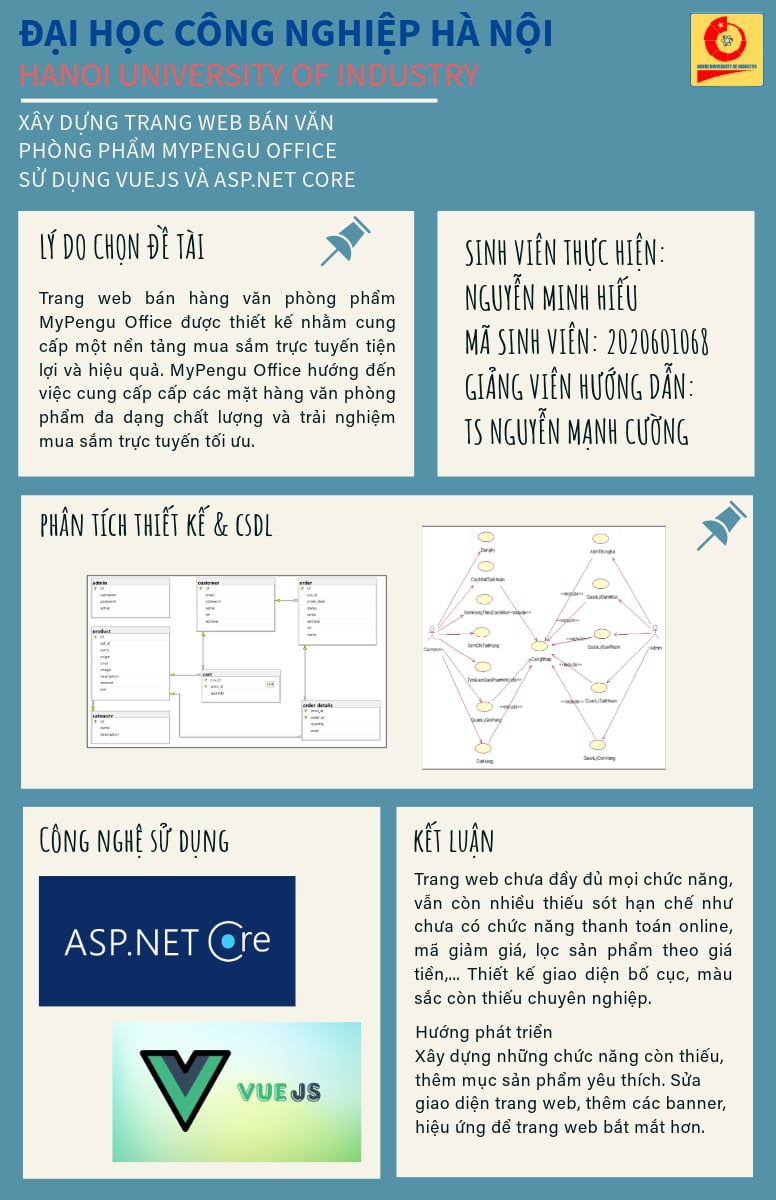 ĐẠI HỌC CÔNG NGHIỆP HÀ NỘI
HANOI UNIVERSITY OF INDUSTRY
HANOI UNIVERSITY OF INDUSTRY
XÂY DỰNG TRANG WEB BÁN VĂN
PHÒNG PHẨM MYPENGU OFFICE
SỬ DỤNG VUEJS VÀ ASP.NET CORE
LÝ DO CHỌN ĐỀ TÀI
Trang web bán hàng văn phòng phẩm
MyPengu Office được thiết kế nhằm cung
cấp một nền tảng mua sắm trực tuyến tiện
lợi và hiệu quả. MyPengu Office hướng đến
việc cung cấp cấp các mặt hàng văn phòng
phẩm đa dạng chất lượng và trải nghiệm
mua sắm trực tuyến tối ưu.
SINH VIÊN THỰC HIỆN:
NGUYỄN MINH HIẾU
MÃ SINH VIÊN: 2020601068
GIẢNG VIÊN HƯỚNG DẪN:
TS NGUYỄN MẠNH CƯỜNG
PHÂN TÍCH THIẾT KẾ & CSDL
admin
customer
order
product
cart
category
order_details
Customer
Admin
CÔNG NGHỆ SỬ DỤNG
ASP.NET Core
VUEJS
KẾT LUẬN
Trang web chưa đầy đủ mọi chức năng,
vẫn còn nhiều thiếu sót hạn chế như
chưa có chức năng thanh toán online,
mã giảm giá, lọc sản phẩm theo giá
tiền,... Thiết kế giao diện bố cục, màu
sắc còn thiếu chuyên nghiệp.
Hướng phát triển
Xây dựng những chức năng còn thiếu,
thêm mục sản phẩm yêu thích. Sửa
giao diện trang web, thêm các banner,
hiệu ứng để trang web bắt mắt hơn.